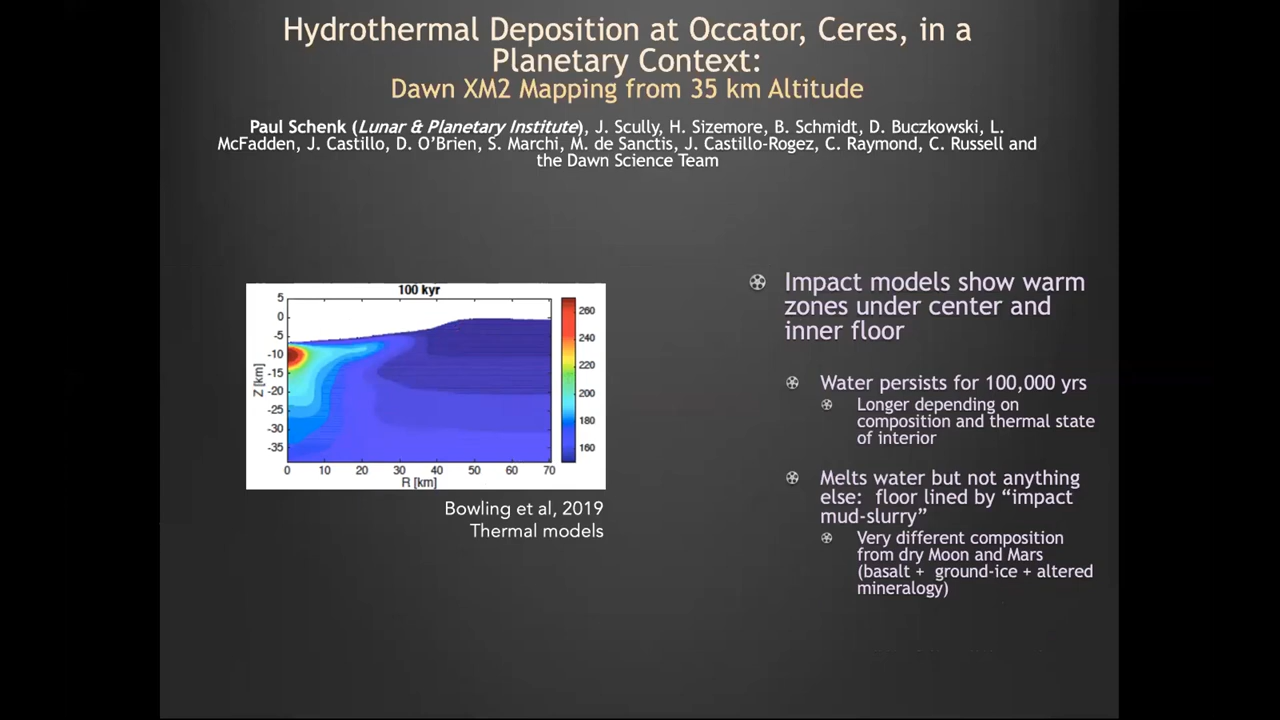 Hydrothermal Deposition at Occator, Ceres, in a
Planetary Context:
Dawn XM2 Mapping from 35 km Altitude
Paul Schenk (Lunar & Planetary Institute), J. Scully, H. Sizemore, B. Schmidt, D. Buczkowski, L.
McFadden, J. Castillo, D. O’Brien, S. Marchi, M. de Sanctis, J. Castillo-Rogez, C. Raymond, C. Russell and
the Dawn Science Team
100 kyr
5
0
-5
-10
-15
-20
-25
-30
-35
Z [km]
0 10 20 30 40 50 60 70
R [km]
260
240
220
200
180
160
Bowling et al, 2019
Thermal models
Impact models show warm
zones under center and
inner floor
Water persists for 100,000 yrs
Longer depending on
composition and thermal state
of interior
Melts water but not anything
else: floor lined by “impact
mud-slurry”
Very different composition
from dry Moon and Mars
(basalt + ground-ice + altered
mineralogy)